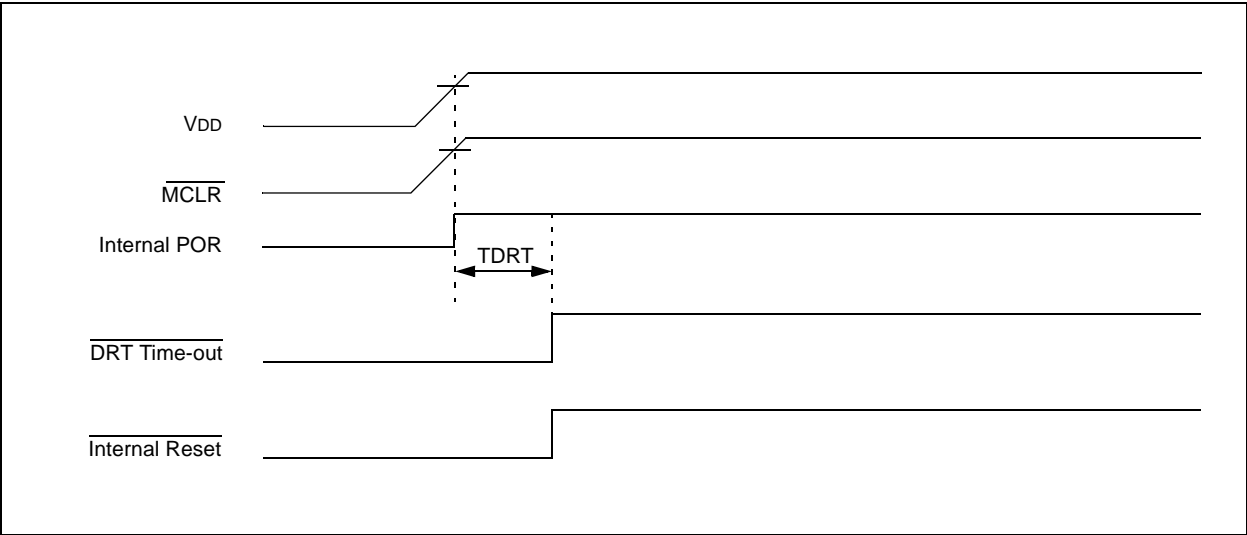 VDD
MCLR
Internal POR
TDRT
DRT Time-out
Internal Reset